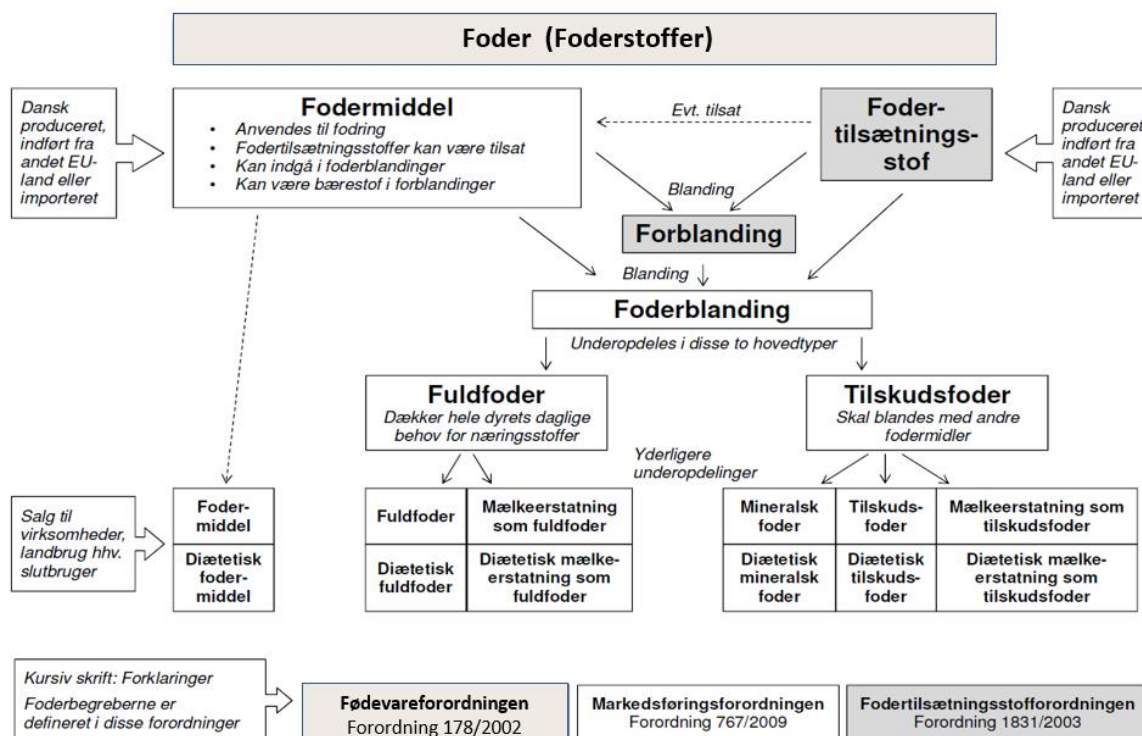 Foder (Foderstoffer)
Dansk
produceret,
indført fra
andet EU-
land eller
importeret
Fodermiddel
• Anvendes til fodring
• Fodertilsætningsstoffer kan være tilsat
• Kan indgå i foderblandinger
• Kan være bærestof i forblandinger
Evt. tilsat
Foder-
tilsætnings-
stof
Dansk
produceret,
indført fra
andet EU-
land eller
importeret
Blanding
Forblanding
Blanding
Foderblanding
Underopdeles i disse to hovedtyper
Fuldfoder
Dækker hele dyrets daglige
behov for næringsstoffer
Tilskudsfoder
Skal blandes med andre
fodermidler
Yderligere
underopdelinger
Salg til
virksomheder,
landbrug hhv.
slutbruger
Foder-
middel
Diætetisk
foder-
middel
Fuldfoder
Mælkeerstatning
som fuldfoder
Diætetisk
fuldfoder
Diætetisk mælke-
erstatning som
fuldfoder
Mineralsk
foder
Tilskuds-
foder
Mælkeerstatning som
tilskudsfoder
Diætetisk
mineralsk
foder
Diætetisk
tilskuds-
foder
Diætetisk mælke-
erstatning som
tilskudsfoder
Kursiv skrift: Forklaringer
Foderbegreberne er
defineret i disse forordninger
Fødevareforordningen
Forordning 178/2002
Markedsføringsforordningen
Forordning 767/2009
Fodertilsætningsstofforordningen
Forordning 1831/2003